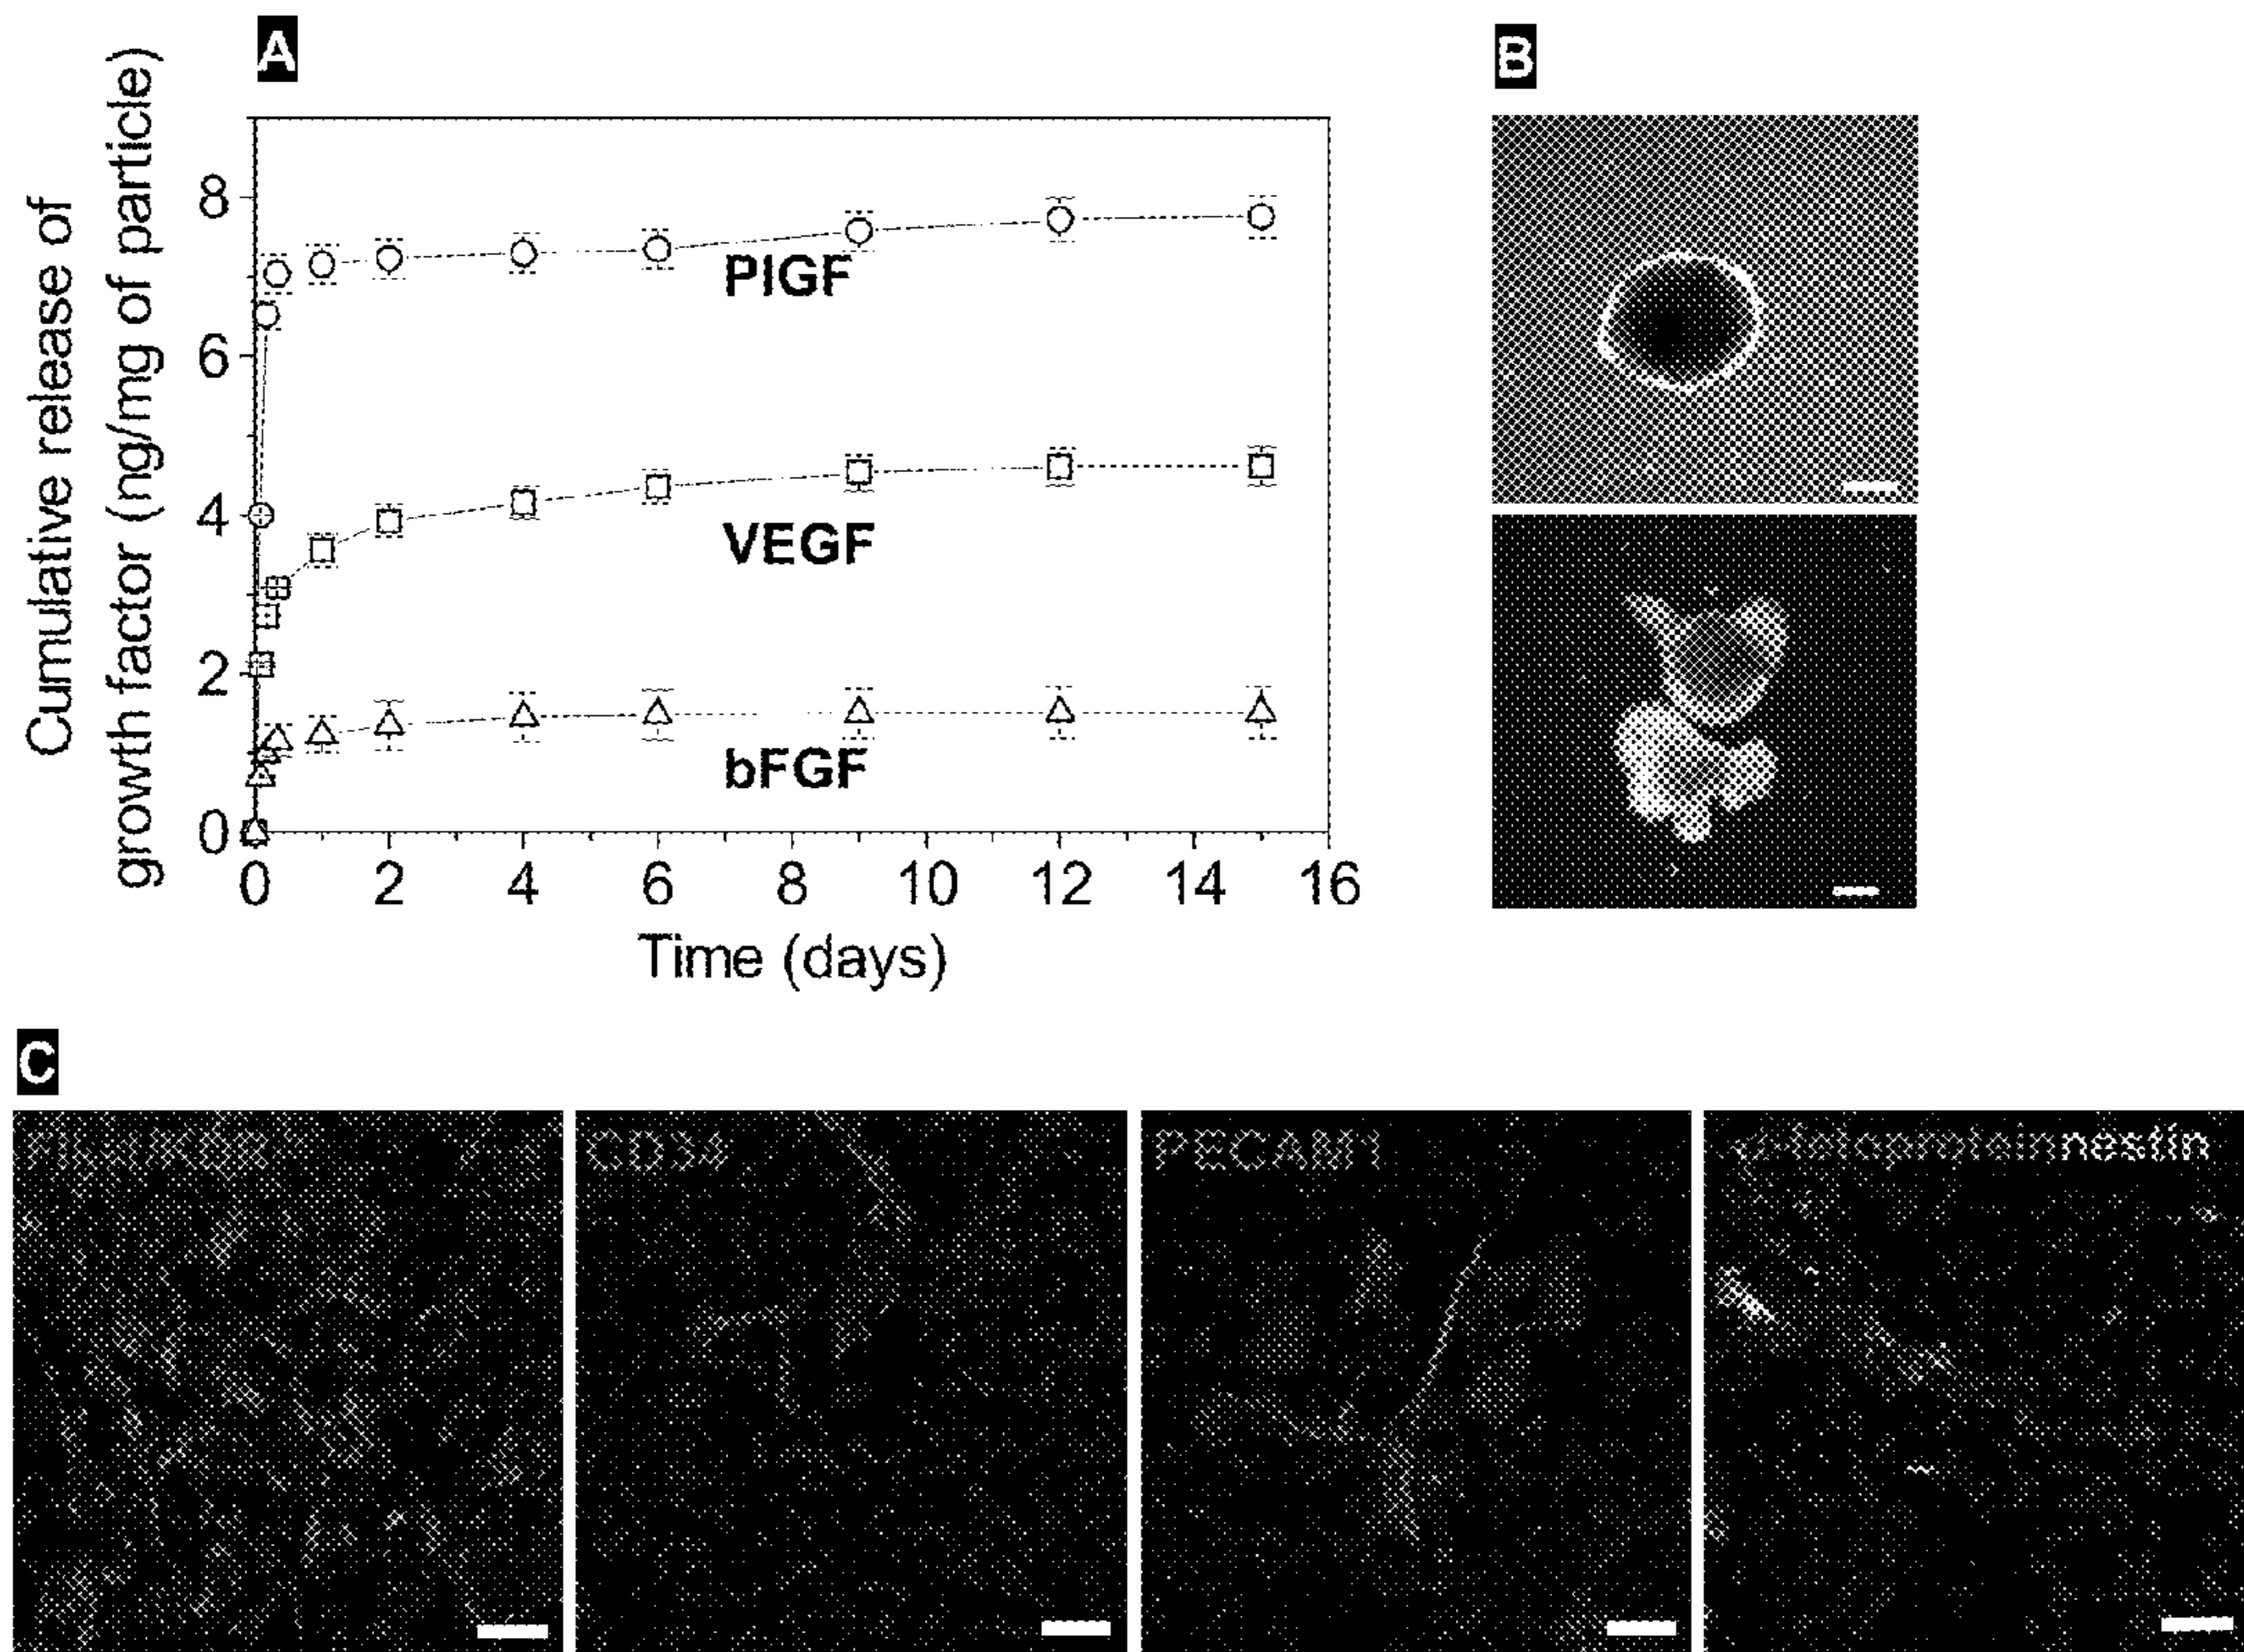 A
B
Cumulative release of
growth factor (ng/mg of particle)
8
6
4
2
0
PlGF
VEGF
bFGF
0 2 4 6 8 10 12 14 16
Time (days)
C
CD34
PECAM1
nestin